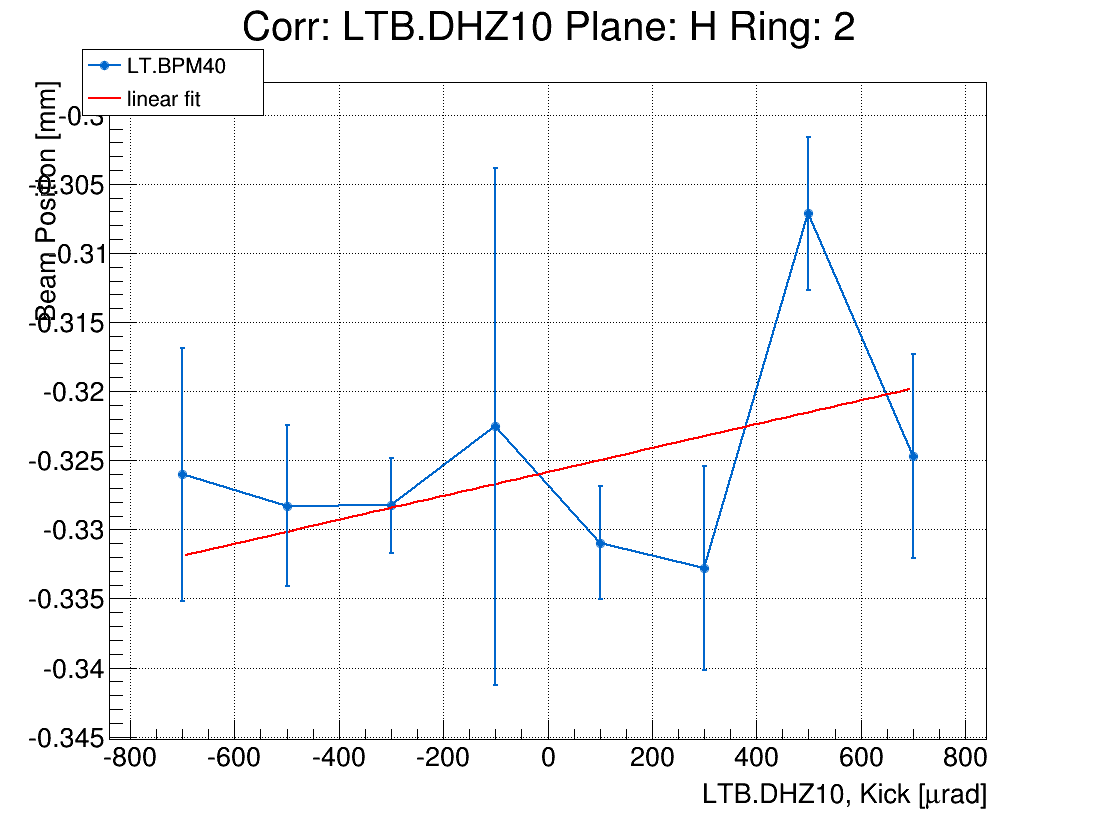 Corr: LTB.DHZ10 Plane: H Ring: 2
LT.BPM40
linear fit
Beam Position [mm]
-0.3
-0.305
-0.31
-0.315
-0.32
-0.325
-0.33
-0.335
-0.34
-0.345
-800 -600 -400 -200 0 200 400 600 800
LTB.DHZ10, Kick [μrad]